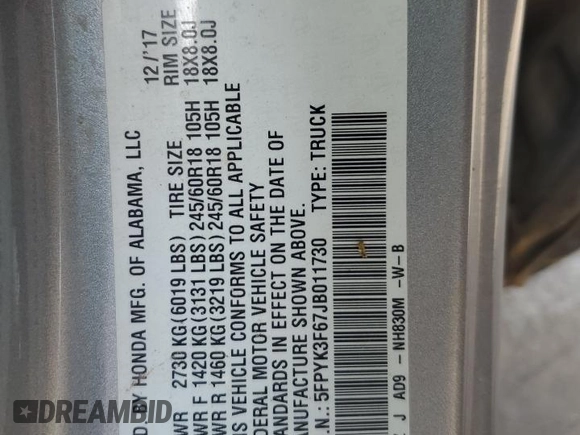 D BY HONDA MFG. OF ALABAMA, LLC 12/'17
WR 2730 KG(6019 LBS) TIRE SIZE RIM SIZE
WR F 1420 KG(3131 LBS) 245/60R18 105H 18X8.0J
WR R 1460 KG(3219 LBS) 245/60R18 105H 18X8.0J
IS VEHICLE CONFORMS TO ALL APPLICABLE
DERAL MOTOR VEHICLE SAFETY
ANDARDS IN EFFECT ON THE DATE OF
NUFACTURE SHOWN ABOVE.
.N.: 5FPYK3F67JB011730 TYPE: TRUCK
J AD9 - NH830M -W-B
WRECKEDBID